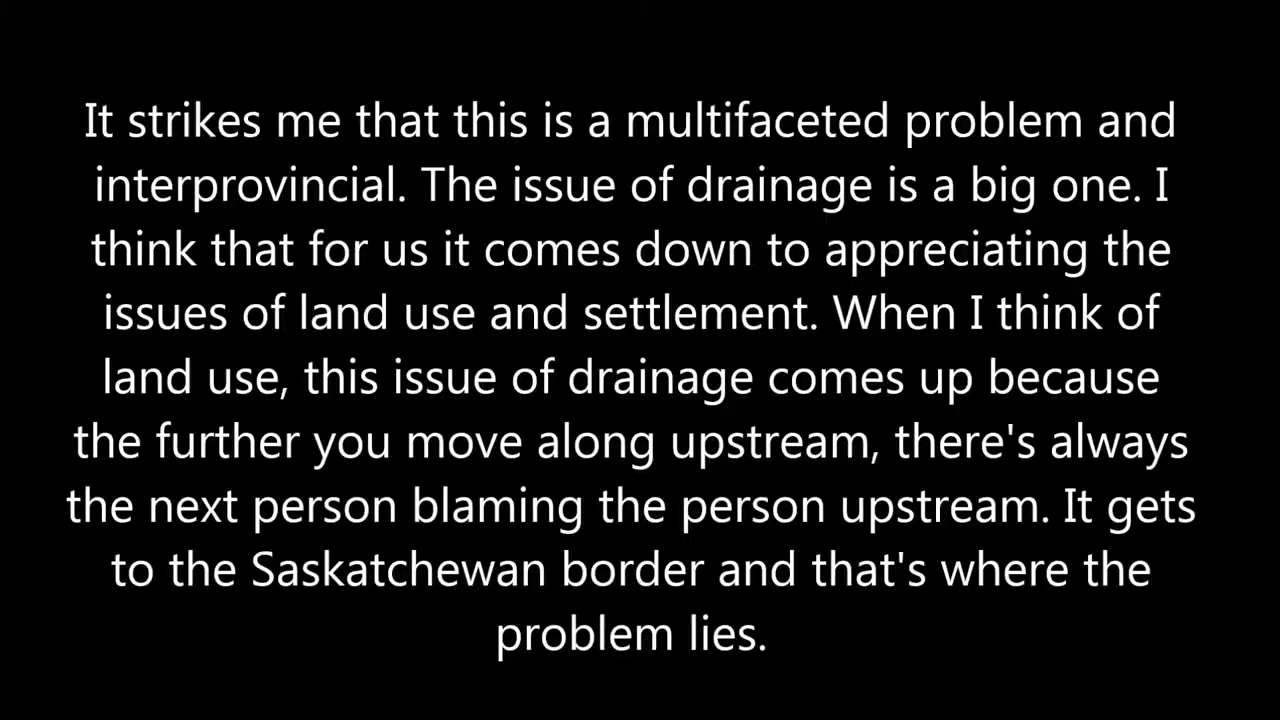 It strikes me that this is a multifaceted problem and
interprovincial. The issue of drainage is a big one. I
think that for us it comes down to appreciating the
issues of land use and settlement. When I think of
land use, this issue of drainage comes up because
the further you move along upstream, there's always
the next person blaming the person upstream. It gets
to the Saskatchewan border and that's where the
problem lies.